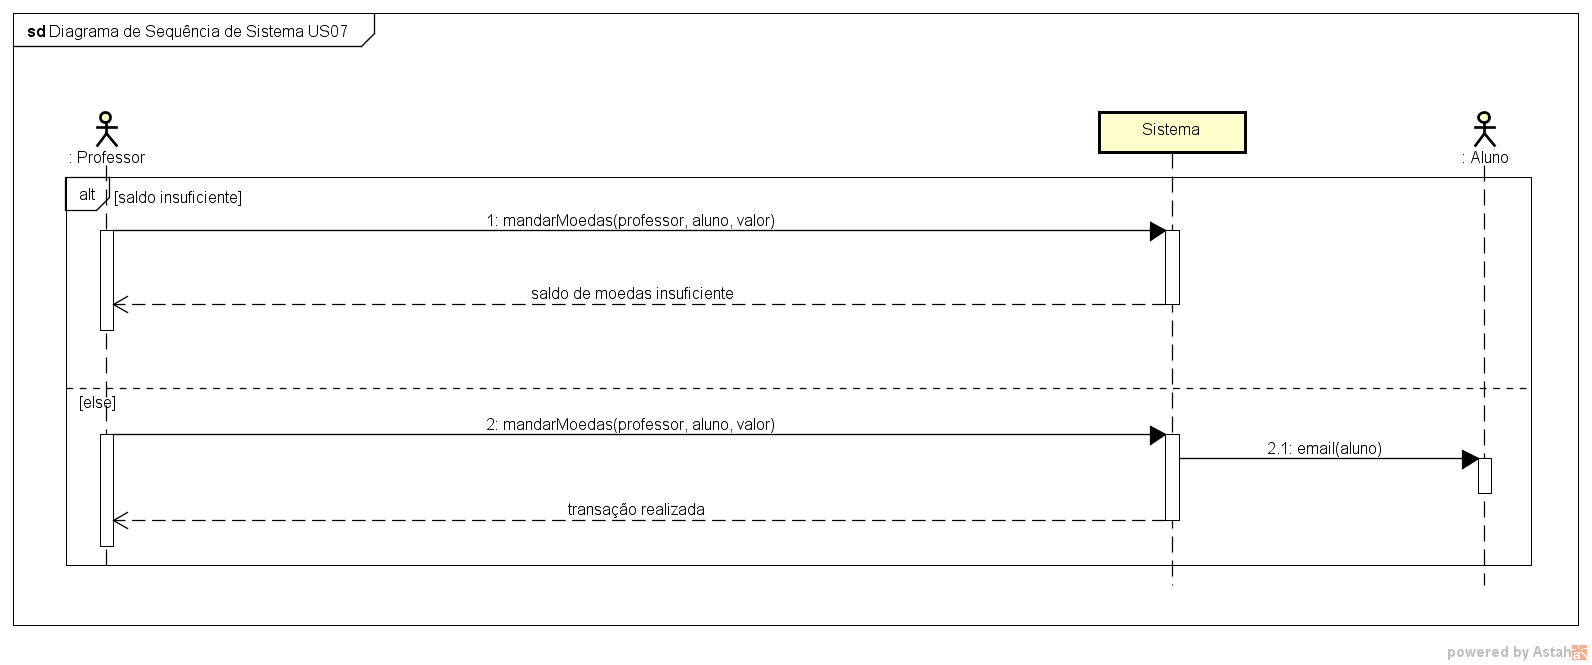 sd Diagrama de Sequência de Sistema US07
: Professor
Sistema
: Aluno
alt
[saldo insuficiente]
1: mandarMoedas(professor, aluno, valor)
saldo de moedas insuficiente
[else]
2: mandarMoedas(professor, aluno, valor)
2.1: email(aluno)
transação realizada
powered by Astah